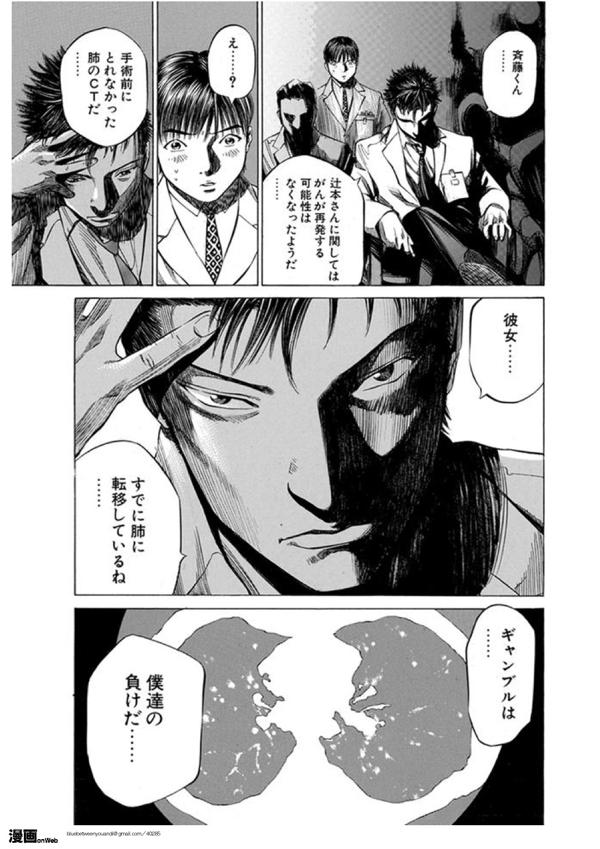 斉藤くん
……
辻本さんに関しては
がんが再発する
可能性は
なくなったようだ
……
え……？
手術前に
とれなかった
肺のＣＴだ
……
彼女
……
すでに肺に
転移しているね
……
ギャンブルは
……
僕達の
負けだ……
漫画onWeb
bluebetweenyouandi@gmail.com／40285